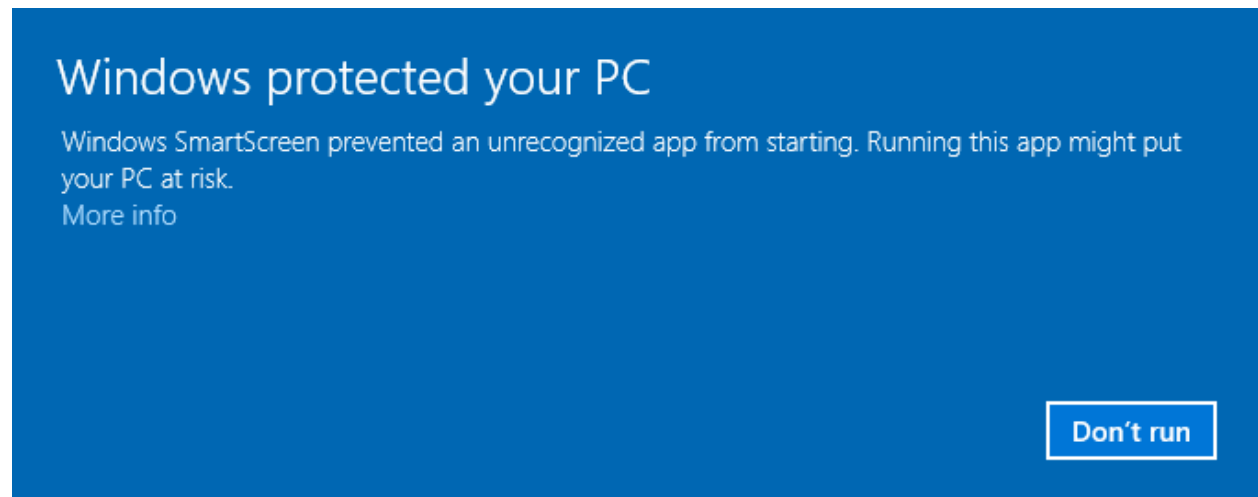 Windows protected your PC
Windows SmartScreen prevented an unrecognized app from starting. Running this app might put
your PC at risk.
More info
Don't run